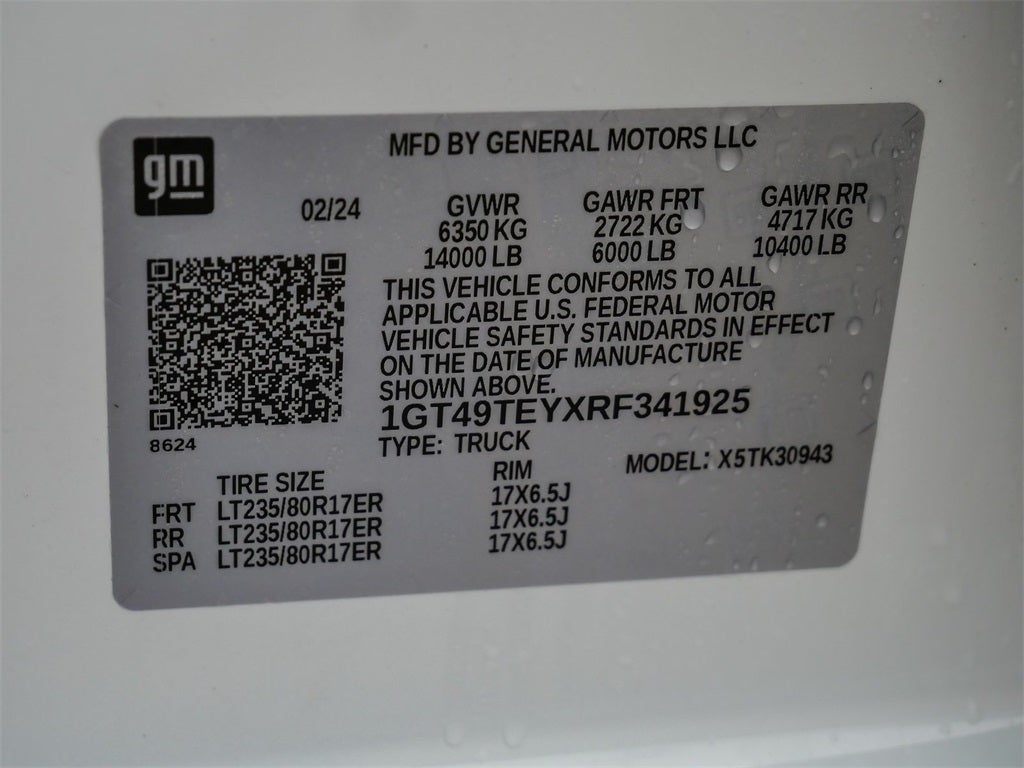 MFD BY GENERAL MOTORS LLC
gm
02/24 GVWR GAWR FRT GAWR RR
6350 KG 2722 KG 4717 KG
14000 LB 6000 LB 10400 LB
THIS VEHICLE CONFORMS TO ALL
APPLICABLE U.S. FEDERAL MOTOR
VEHICLE SAFETY STANDARDS IN EFFECT
ON THE DATE OF MANUFACTURE
SHOWN ABOVE.
1GT49TEYXRF341925
8624
TYPE: TRUCK MODEL: X5TK30943
TIRE SIZE RIM
FRT LT235/80R17ER 17X6.5J
RR LT235/80R17ER 17X6.5J
SPA LT235/80R17ER 17X6.5J